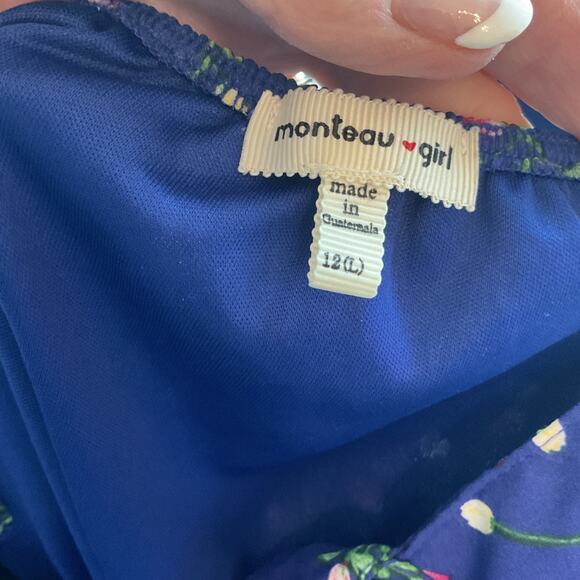 monteau ♥ girl
made
in
Guatemala
12(L)